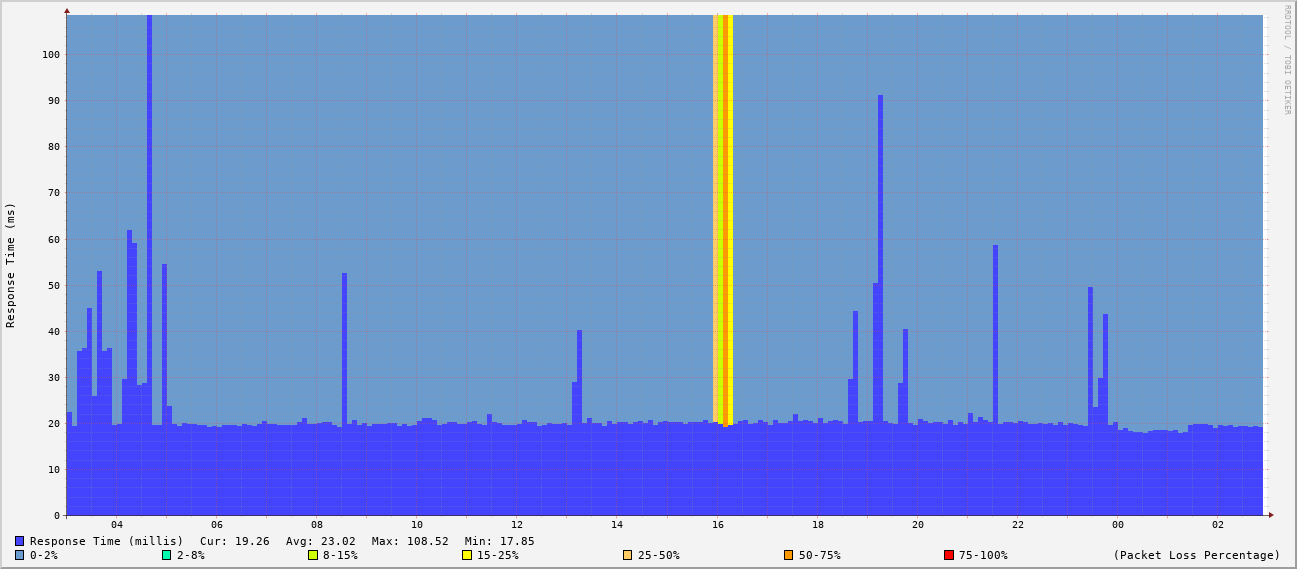 RRDTOOL / TOBI OETIKER
Response Time (ms)
100
90
80
70
60
50
40
30
20
10
0
04 06 08 10 12 14 16 18 20 22 00 02
Response Time (millis) Cur: 19.26 Avg: 23.02 Max: 108.52 Min: 17.85
0-2% 2-8% 8-15% 15-25% 25-50% 50-75% 75-100% (Packet Loss Percentage)